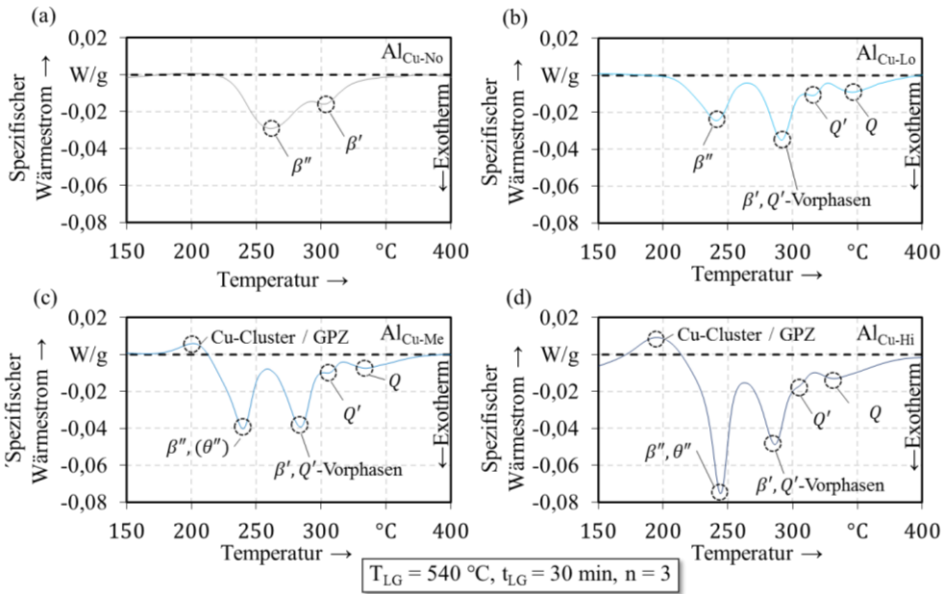 (a)
0,02
W/g
-0,02
-0,04
-0,06
-0,08
Spezifischer
Wärmestrom →
Al_Cu-No
β″
β′
←Exotherm
150 200 250 300 °C 400
Temperatur →
(b)
0,02
W/g
-0,02
-0,04
-0,06
-0,08
Spezifischer
Wärmestrom →
Al_Cu-Lo
β″
Q′
Q
β′, Q′-Vorphasen
←Exotherm
150 200 250 300 °C 400
Temperatur →
(c)
0,02
W/g
-0,02
-0,04
-0,06
-0,08
´Spezifischer
Wärmestrom →
Cu-Cluster / GPZ
Al_Cu-Me
Q
Q′
β″, (θ″)
β′, Q′-Vorphasen
←Exotherm
150 200 250 300 °C 400
Temperatur →
(d)
0,02
W/g
-0,02
-0,04
-0,06
-0,08
Spezifischer
Wärmestrom →
Cu-Cluster / GPZ
Al_Cu-Hi
Q′
Q
β″, θ″
β′, Q′-Vorphasen
←Exotherm
150 200 250 300 °C 400
Temperatur →
T_LG = 540 °C, t_LG = 30 min, n = 3